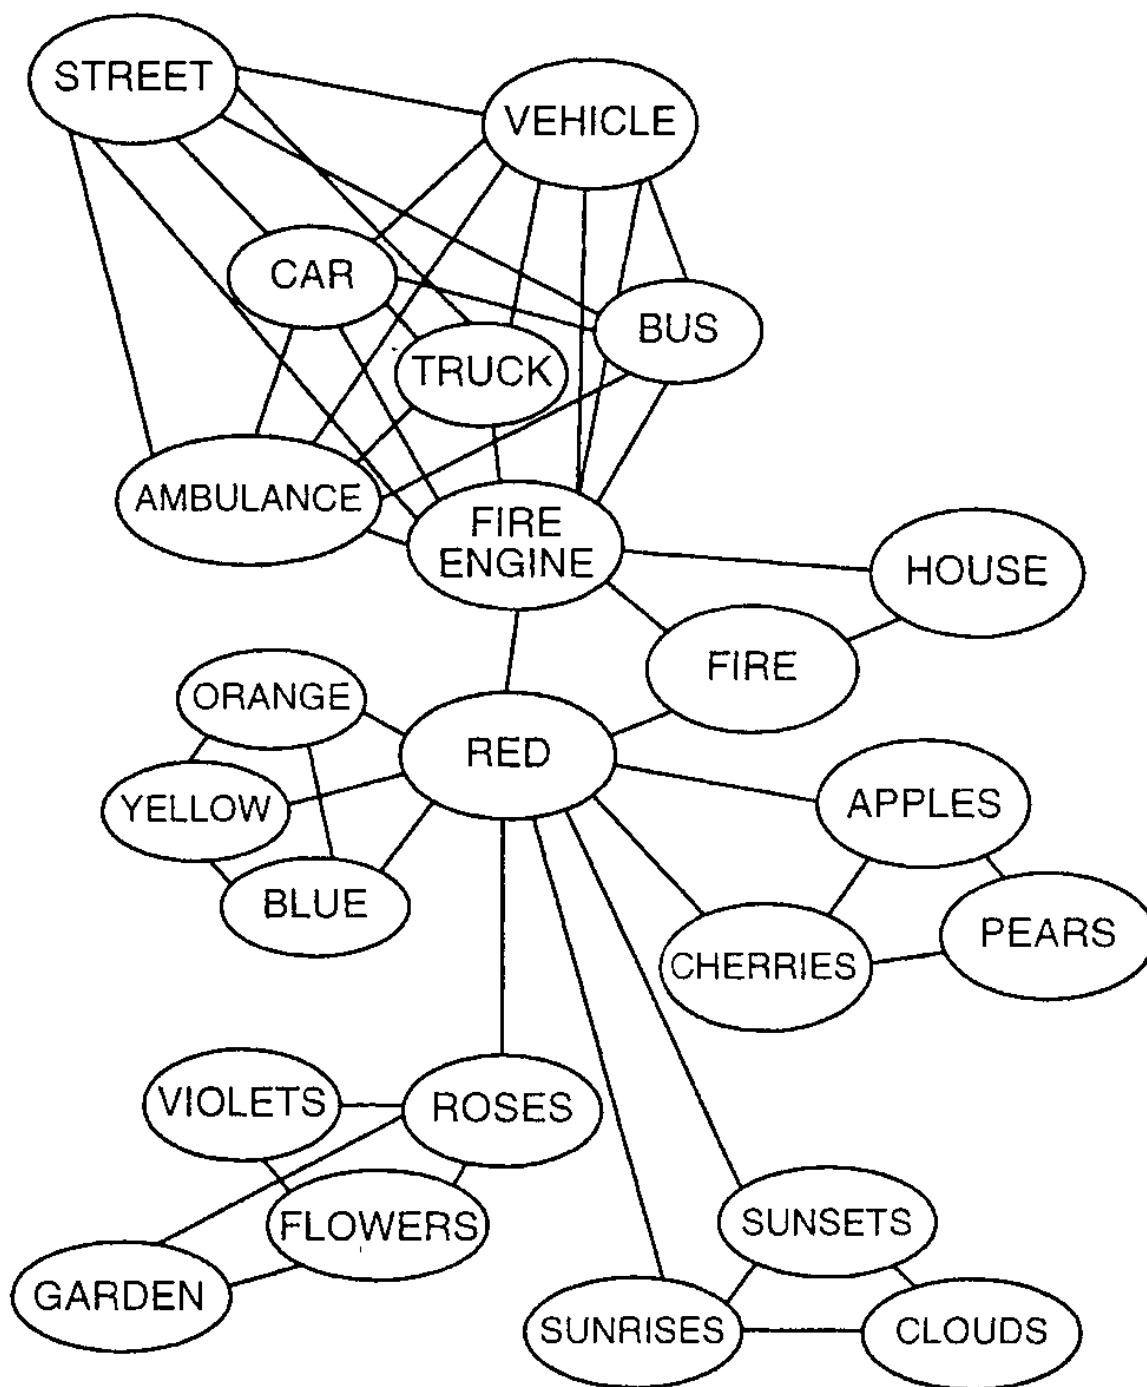 STREET
VEHICLE
CAR
BUS
TRUCK
AMBULANCE
FIRE
ENGINE
HOUSE
FIRE
ORANGE
RED
YELLOW
APPLES
BLUE
PEARS
CHERRIES
VIOLETS
ROSES
FLOWERS
SUNSETS
GARDEN
SUNRISES
CLOUDS